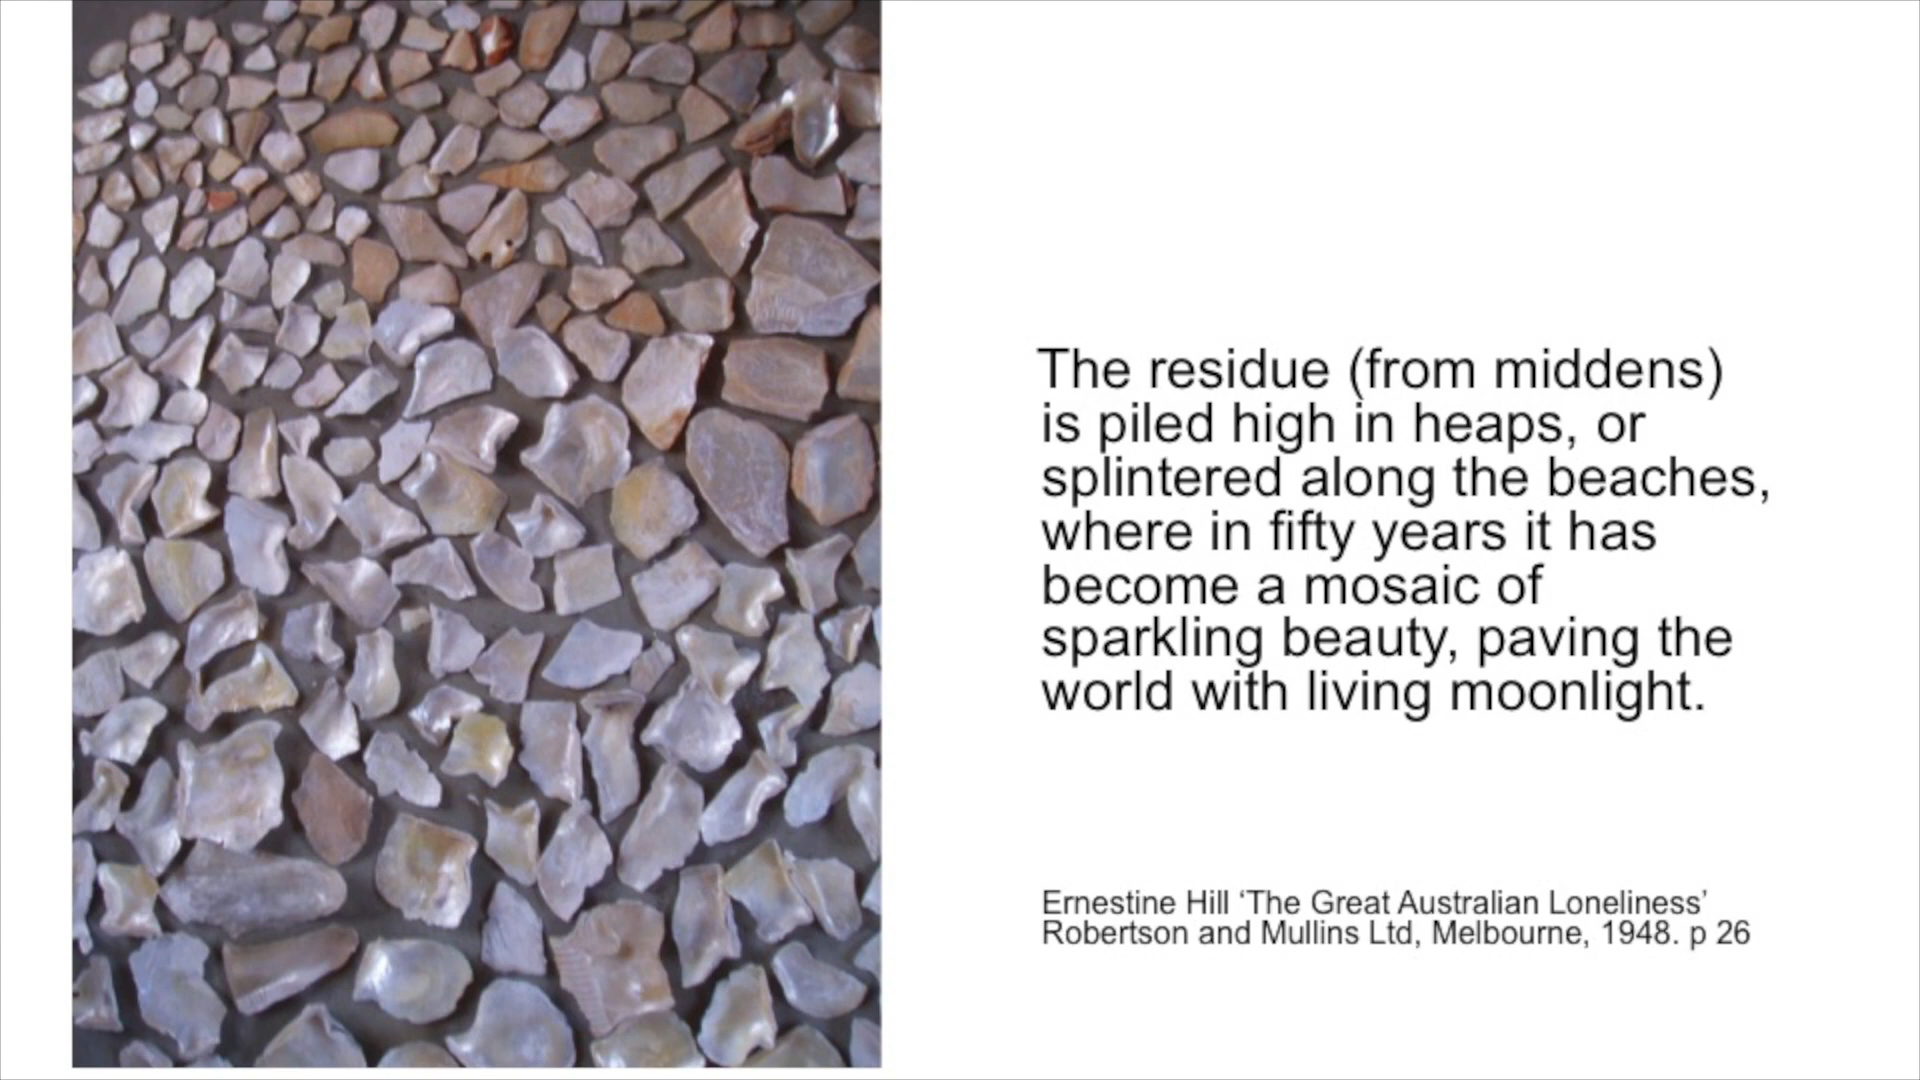 The residue (from middens)
is piled high in heaps, or
splintered along the beaches,
where in fifty years it has
become a mosaic of
sparkling beauty, paving the
world with living moonlight.
Ernestine Hill ‘The Great Australian Loneliness’
Robertson and Mullins Ltd, Melbourne, 1948. p 26